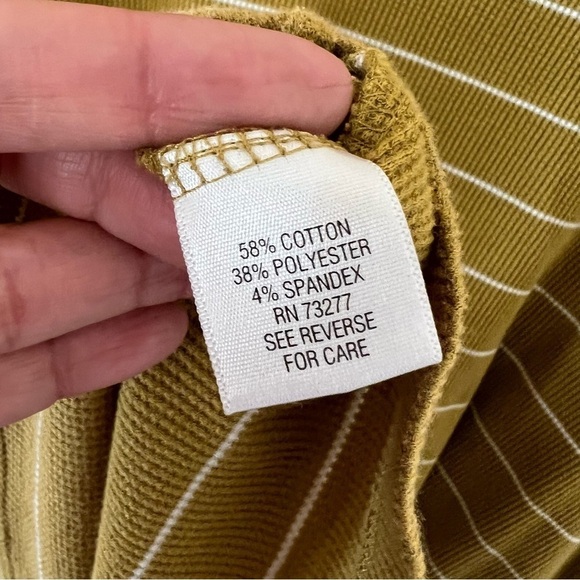 58% COTTON
38% POLYESTER
4% SPANDEX
RN 73277
SEE REVERSE
FOR CARE